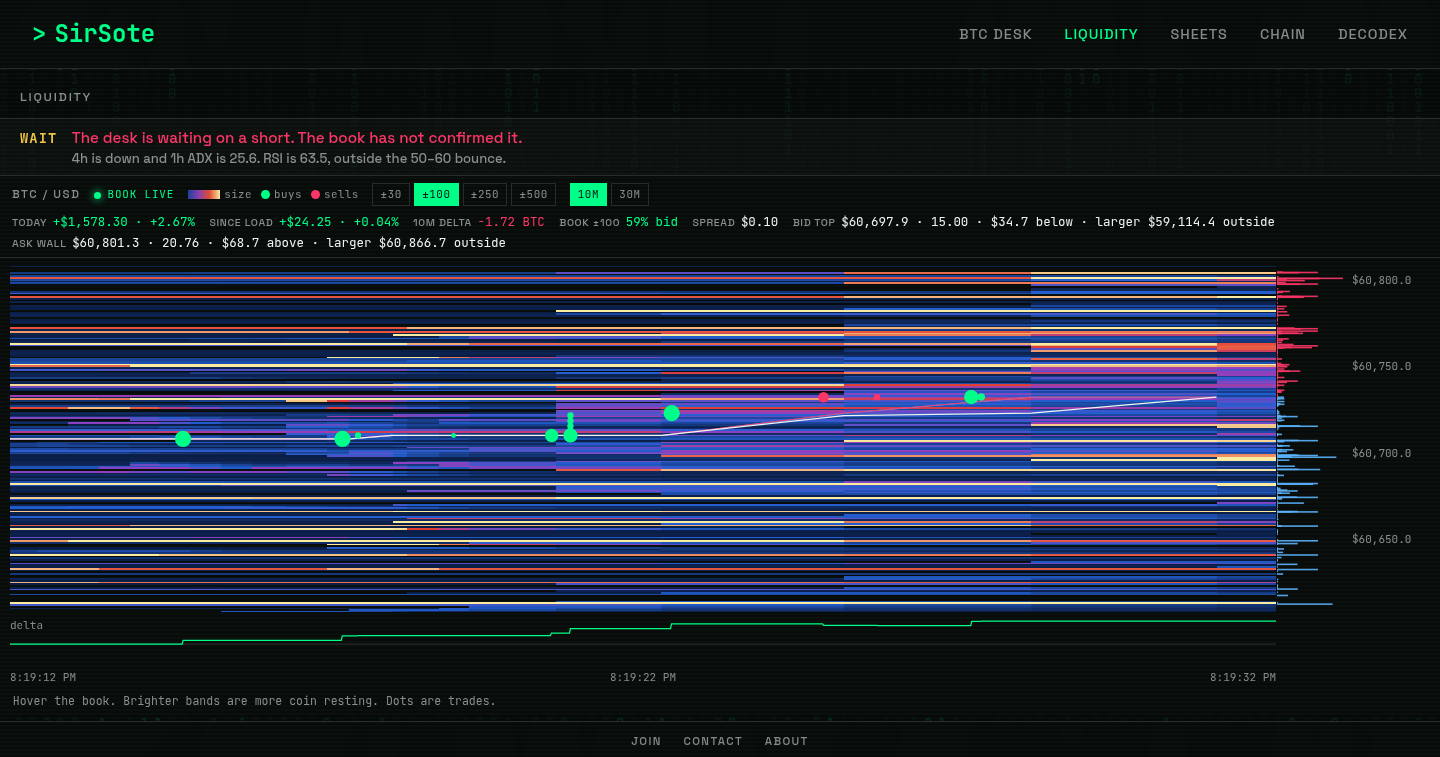 > SirSote
BTC DESK LIQUIDITY SHEETS CHAIN DECODEX
LIQUIDITY
WAIT The desk is waiting on a short. The book has not confirmed it.
4h is down and 1h ADX is 25.6. RSI is 63.5, outside the 50–60 bounce.
BTC / USD BOOK LIVE size buys sells ±30 ±100 ±250 ±500 10M 30M
TODAY +$1,578.30 · +2.67% SINCE LOAD +$24.25 · +0.04% 10M DELTA -1.72 BTC BOOK ±100 59% bid SPREAD $0.10 BID TOP $60,697.9 · 15.00 · $34.7 below · larger $59,114.4 outside
ASK WALL $60,801.3 · 20.76 · $68.7 above · larger $60,866.7 outside
$60,800.0
$60,750.0
$60,700.0
$60,650.0
delta
8:19:12 PM 8:19:22 PM 8:19:32 PM
Hover the book. Brighter bands are more coin resting. Dots are trades.
JOIN CONTACT ABOUT